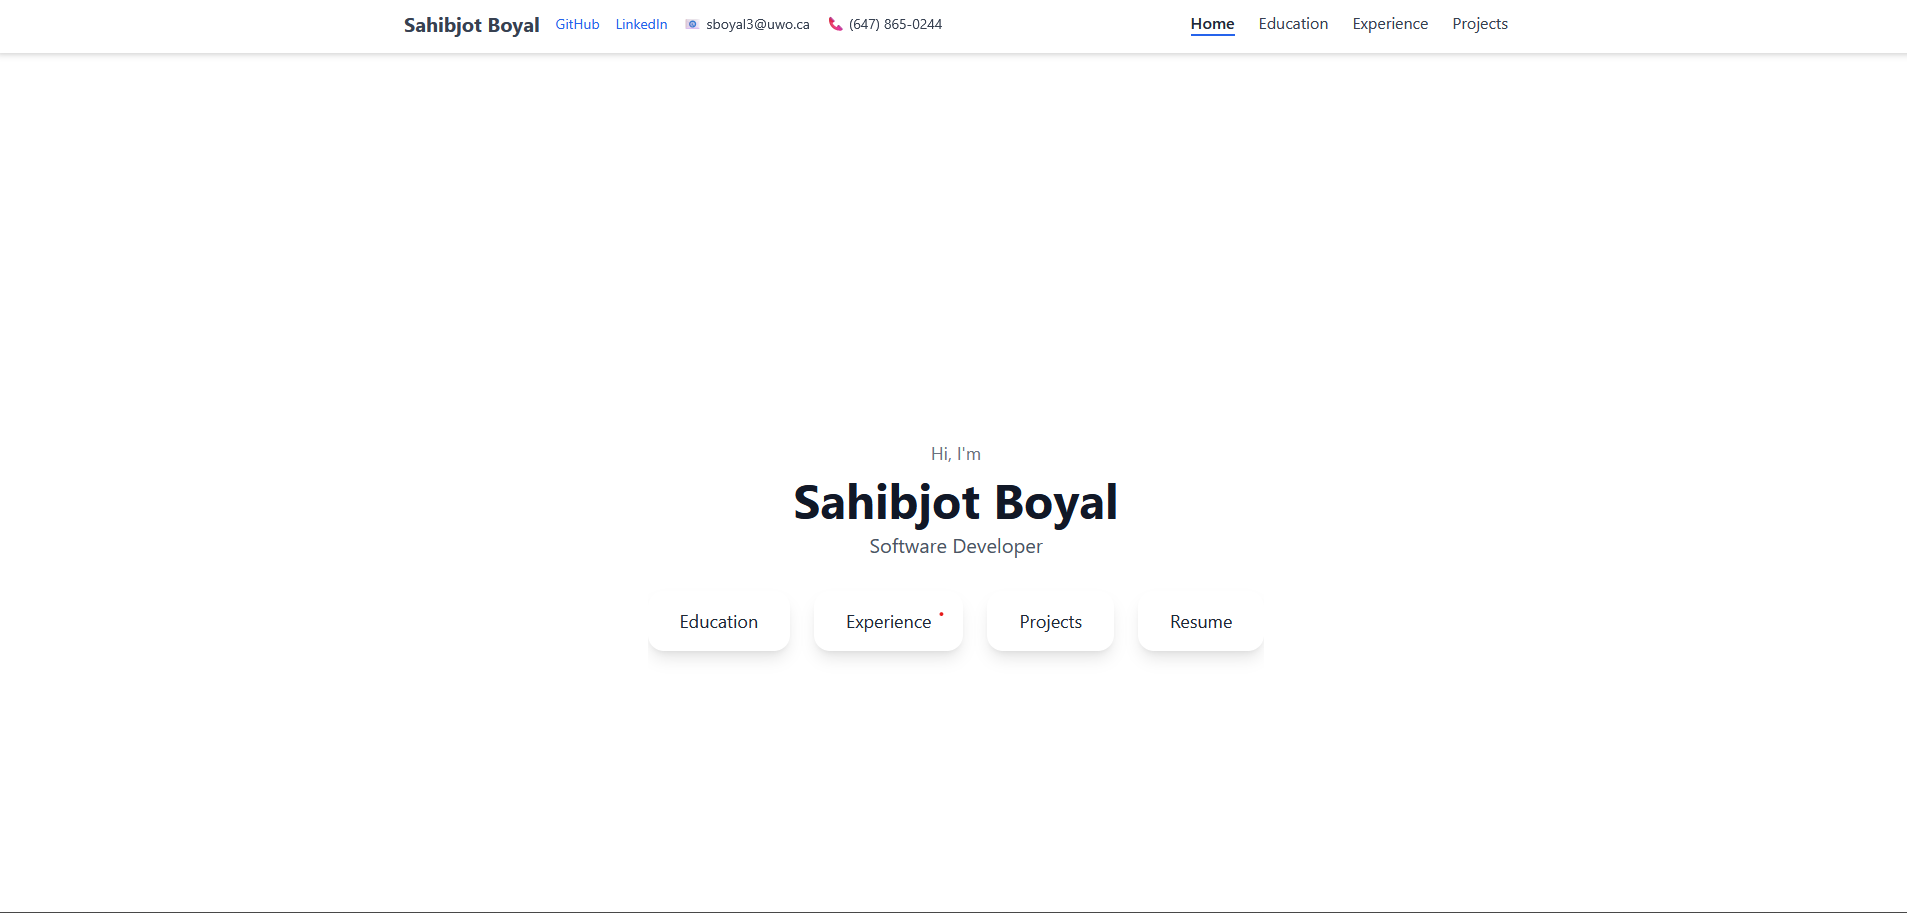 Sahibjot Boyal GitHub LinkedIn sboyal3@uwo.ca (647) 865-0244 Home Education Experience Projects
Hi, I'm
Sahibjot Boyal
Software Developer
Education Experience Projects Resume